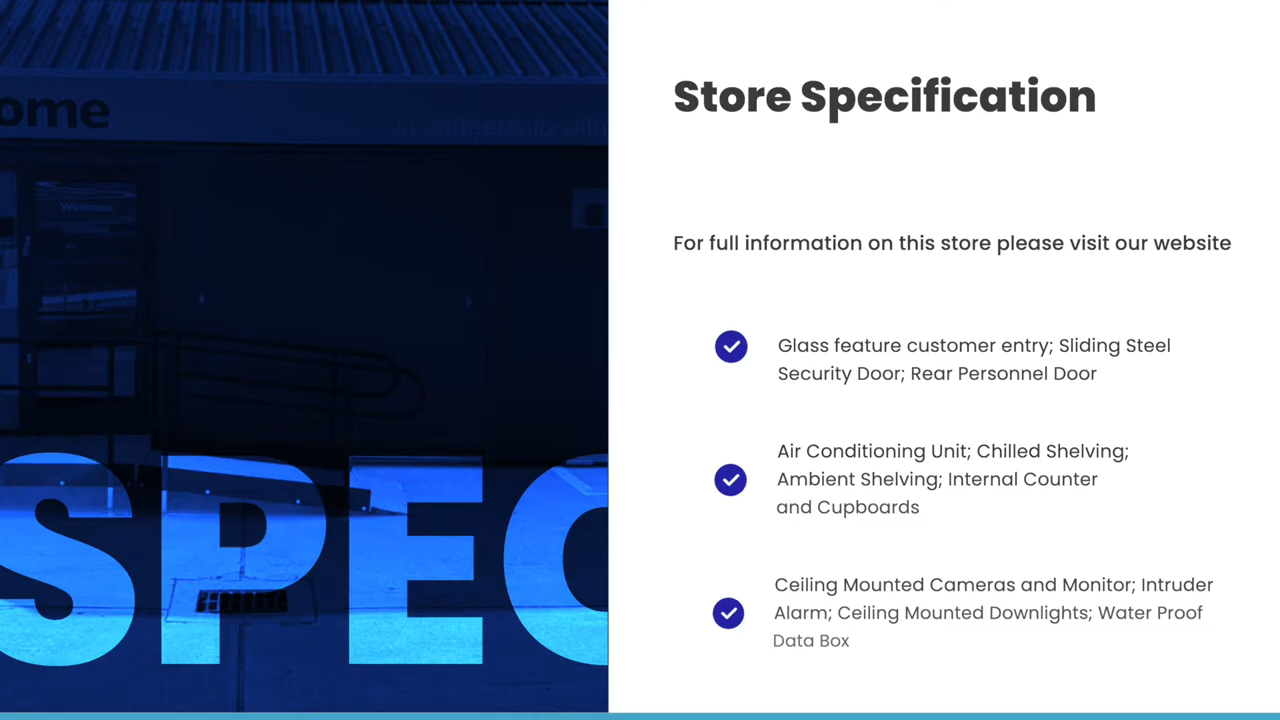 ome
Welcome
SPEC
Store Specification
For full information on this store please visit our website
Glass feature customer entry; Sliding Steel
Security Door; Rear Personnel Door
Air Conditioning Unit; Chilled Shelving;
Ambient Shelving; Internal Counter
and Cupboards
Ceiling Mounted Cameras and Monitor; Intruder
Alarm; Ceiling Mounted Downlights; Water Proof
Data Box